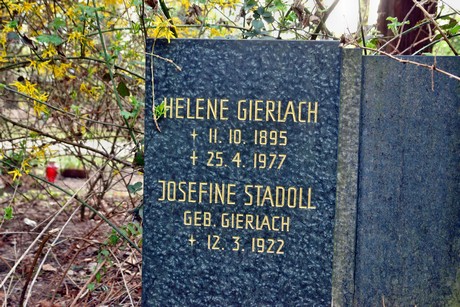 HELENE GIERLACH
+ 11. 10. 1895
+ 25. 4. 1977
JOSEFINE STADOLL
GEB. GIERLACH
+ 12. 3. 1922